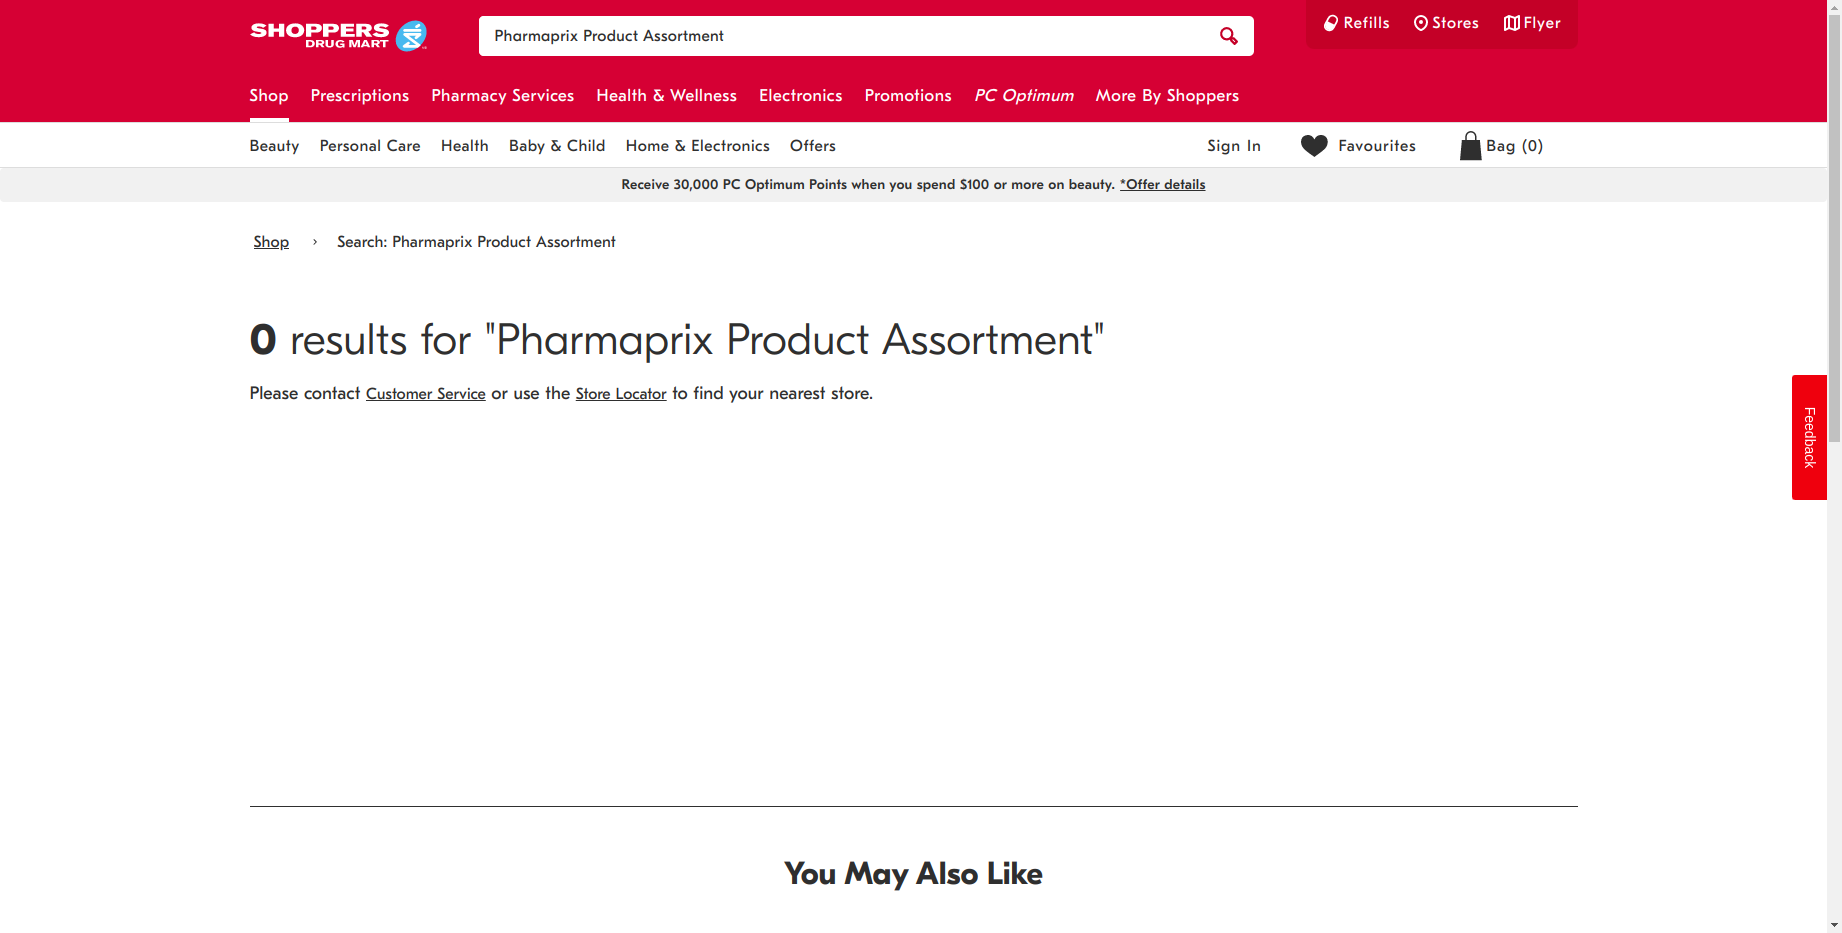 SHOPPERS
DRUG MART
Pharmaprix Product Assortment
Refills
Stores
Flyer
Shop
Prescriptions
Pharmacy Services
Health & Wellness
Electronics
Promotions
PC Optimum
More By Shoppers
Beauty
Personal Care
Health
Baby & Child
Home & Electronics
Offers
Sign In
Favourites
Bag (0)
Receive 30,000 PC Optimum Points when you spend $100 or more on beauty. *Offer details
Shop › Search: Pharmaprix Product Assortment
0 results for "Pharmaprix Product Assortment"
Please contact Customer Service or use the Store Locator to find your nearest store.
Feedback
You May Also Like